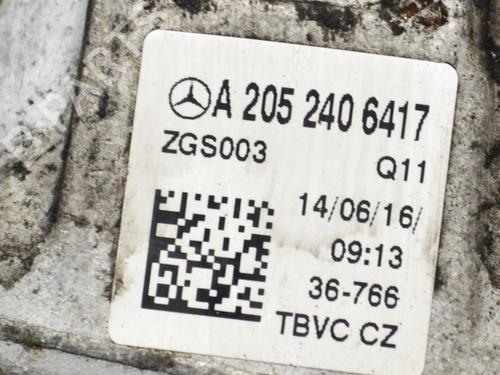 A 205 240 6417
ZGS003
Q11
14/06/16/
09:13
36-766
TBVC CZ